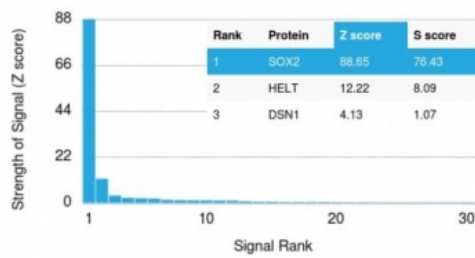 88
66
44
22
0
Strength of Signal (Z score)
Rank Protein Z score S score
1 SOX2 88.65 76.43
2 HELT 12.22 8.09
3 DSN1 4.13 1.07
1 10 20 30
Signal Rank